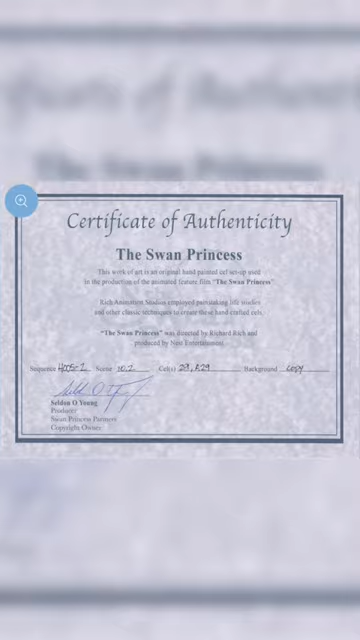 Certificate of Authenticity
The Swan Princess
This work of art is an original hand painted cel set-up used
in the production of the animated feature film "The Swan Princess"
Rich Animation Studios employed painstaking life studies
and other classic techniques to create these hand crafted cels.
"The Swan Princess" was directed by Richard Rich and
produced by Nest Entertainment.
Sequence Scene 10.2 Cel(s) Background copy
Seldon O Young
Producer
Swan Princess Partners
Copyright Owner